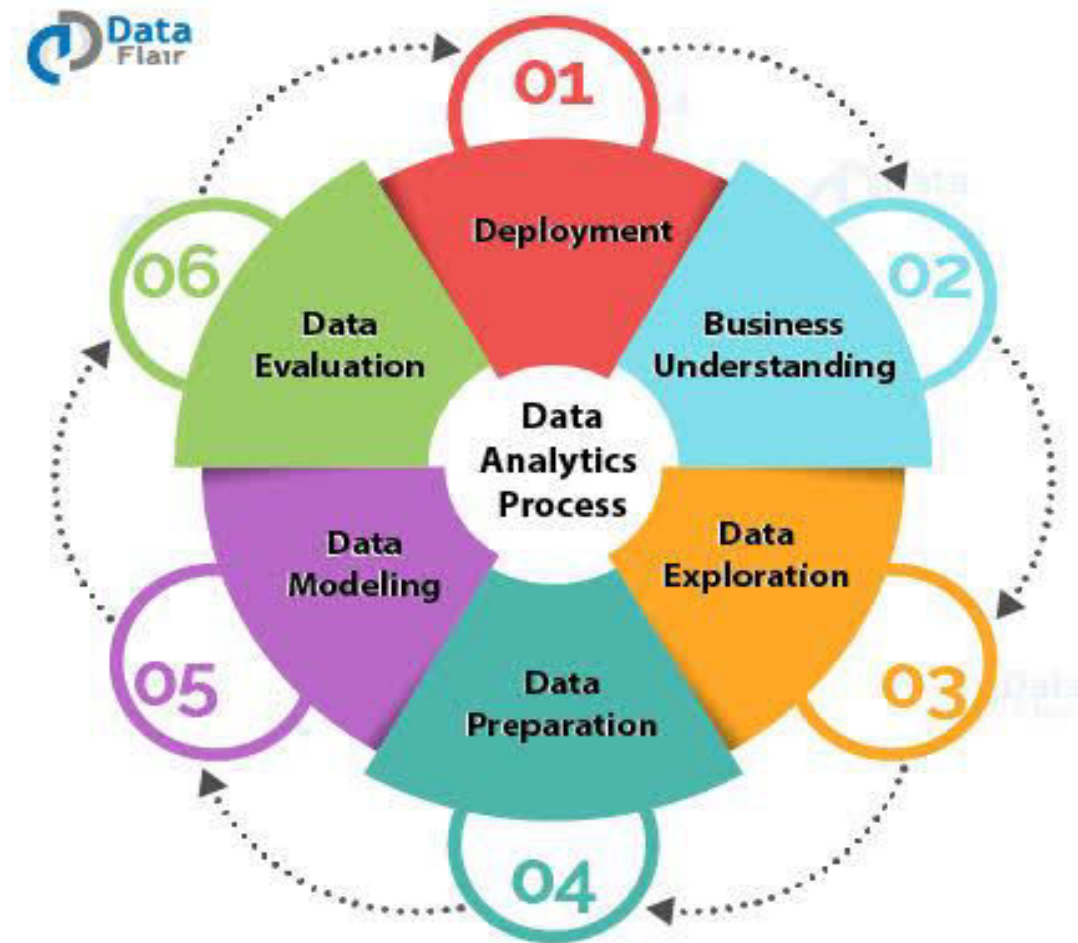 Data
Flair
01
Deployment
02
Business
Understanding
03
Data
Exploration
04
Data
Preparation
05
Data
Modeling
06
Data
Evaluation
Data
Analytics
Process